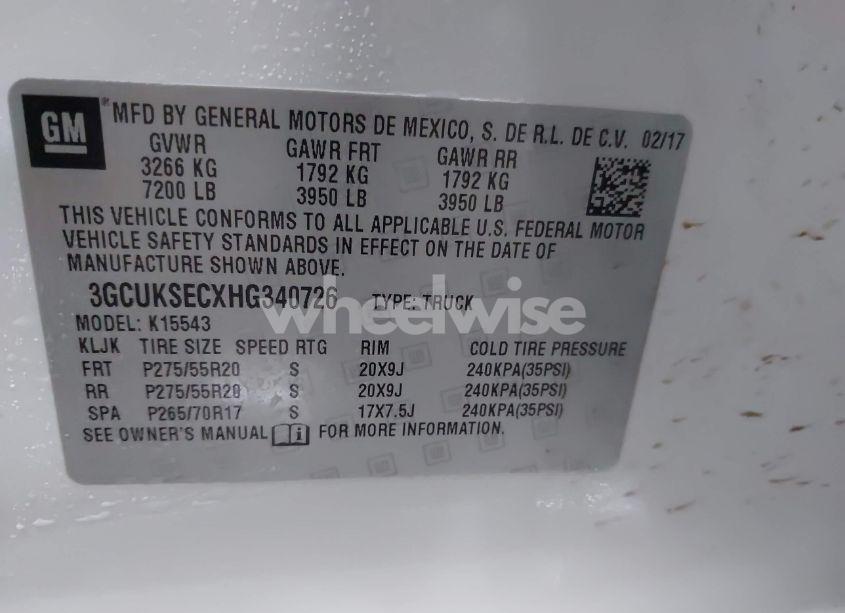 GM
MFD BY GENERAL MOTORS DE MEXICO, S. DE R.L. DE C.V. 02/17
GVWR GAWR FRT GAWR RR
3266 KG 1792 KG 1792 KG
7200 LB 3950 LB 3950 LB
THIS VEHICLE CONFORMS TO ALL APPLICABLE U.S. FEDERAL MOTOR
VEHICLE SAFETY STANDARDS IN EFFECT ON THE DATE OF
MANUFACTURE SHOWN ABOVE.
3GCUKSECXHG340726 TYPE: TRUCK
wheelwise
MODEL: K15543
KLJK TIRE SIZE SPEED RTG RIM COLD TIRE PRESSURE
FRT P275/55R20 S 20X9J 240KPA(35PSI)
RR P275/55R20 S 20X9J 240KPA(35PSI)
SPA P265/70R17 S 17X7.5J 240KPA(35PSI)
SEE OWNER'S MANUAL FOR MORE INFORMATION.